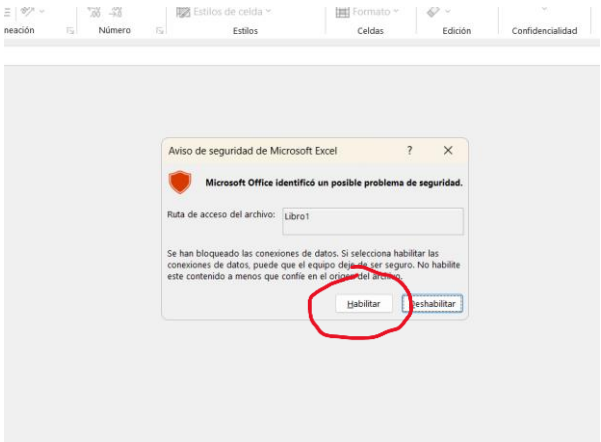 Estilos de celda
Formato
neación
Número
Estilos
Celdas
Edición
Confidencialidad
Aviso de seguridad de Microsoft Excel
?
Microsoft Office identificó un posible problema de seguridad.
Ruta de acceso del archivo:
Libro1
Se han bloqueado las conexiones de datos. Si selecciona habilitar las
conexiones de datos, puede que el equipo deje de ser seguro. No habilite
este contenido a menos que confíe en el origen del archivo.
Habilitar
Deshabilitar